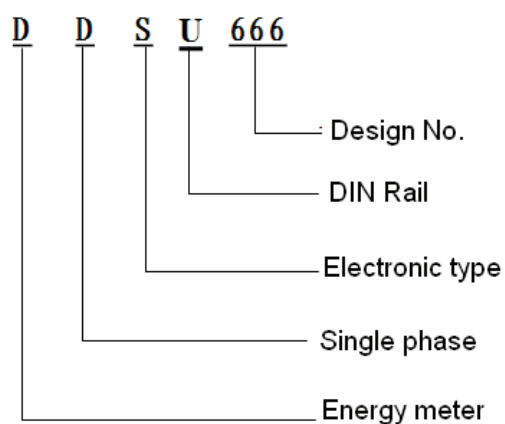 D D S U 666
Design No.
DIN Rail
Electronic type
Single phase
Energy meter